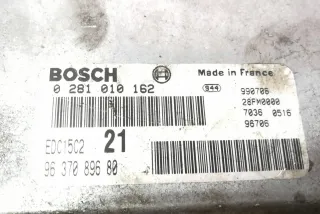 BOSCH Made in France
0 281 010 162 S44 990706
28FM0000
7036 0516
96706
EDC15C2 21
96 370 896 80